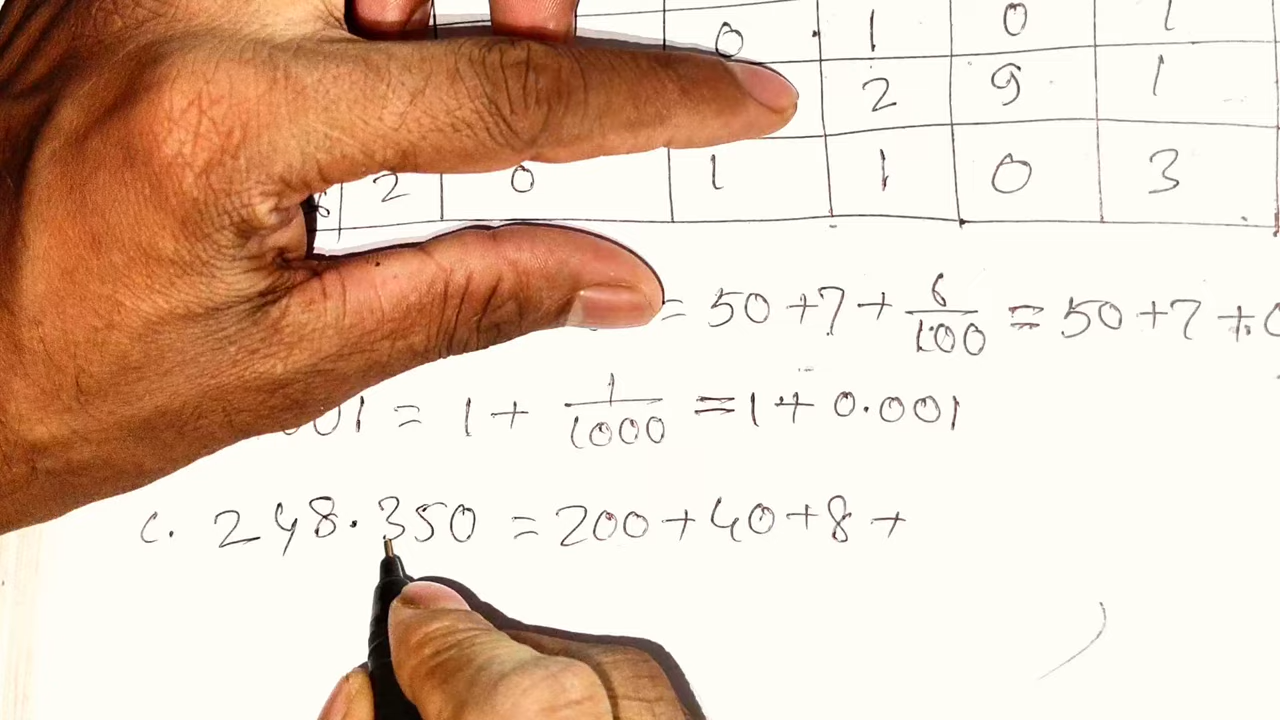 0 . 1 0 1
2 9 1
2 0 1 1 0 3
= 50 + 7 + 6/100 = 50 + 7 +
001 = 1 + 1/1000 = 1 + 0.001
c. 248.350 = 200 + 40 + 8 +